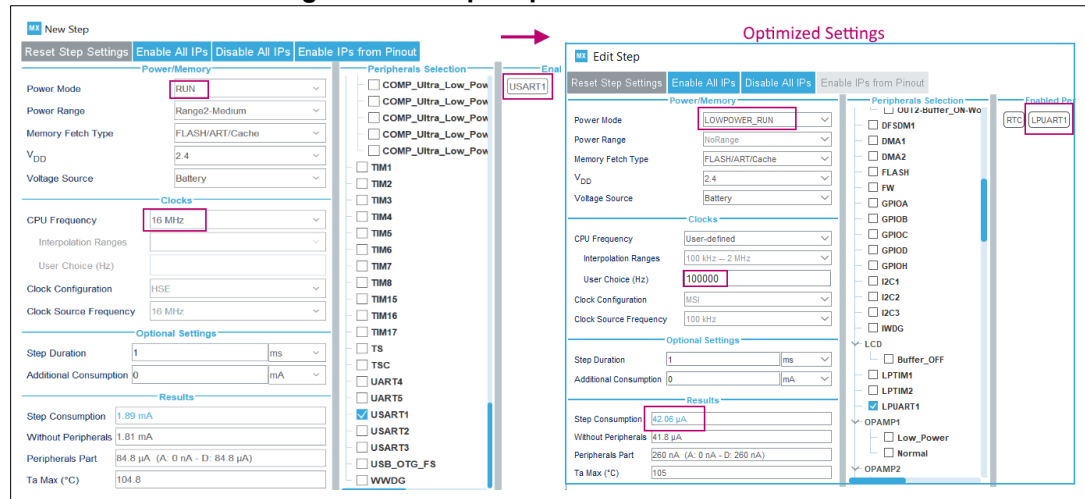 MX New Step
Reset Step Settings Enable All IPs Disable All IPs Enable IPs from Pinout
Power/Memory
Power Mode RUN
Power Range Range2-Medium
Memory Fetch Type FLASH/ART/Cache
VDD 2.4
Voltage Source Battery
Clocks
CPU Frequency 16 MHz
Interpolation Ranges
User Choice (Hz)
Clock Configuration HSE
Clock Source Frequency 16 MHz
Optional Settings
Step Duration 1 ms
Additional Consumption 0 mA
Results
Step Consumption 1.89 mA
Without Peripherals 1.81 mA
Peripherals Part 84.8 µA (A: 0 nA - D: 84.8 µA)
Ta Max (°C) 104.8
Peripherals Selection
COMP_Ultra_Low_Pow
COMP_Ultra_Low_Pow
COMP_Ultra_Low_Pow
COMP_Ultra_Low_Pow
COMP_Ultra_Low_Pow
TIM1
TIM2
TIM3
TIM4
TIM5
TIM6
TIM7
TIM8
TIM15
TIM16
TIM17
TS
TSC
UART4
UART5
USART1
USART2
USART3
USB_OTG_FS
WWDG
Enal
USART1
Optimized Settings
MX Edit Step
Reset Step Settings Enable All IPs Disable All IPs Enable IPs from Pinout
Power/Memory
Power Mode LOWPOWER_RUN
Power Range NoRange
Memory Fetch Type FLASH/ART/Cache
VDD 2.4
Voltage Source Battery
Clocks
CPU Frequency User-defined
Interpolation Ranges 100 kHz -- 2 MHz
User Choice (Hz) 100000
Clock Configuration MSI
Clock Source Frequency 100 kHz
Optional Settings
Step Duration 1 ms
Additional Consumption 0 mA
Results
Step Consumption 42.06 µA
Without Peripherals 41.8 µA
Peripherals Part 260 nA (A: 0 nA - D: 260 nA)
Ta Max (°C) 105
Peripherals Selection
OUT2-Buffer_ON-Wo
DFSDM1
DMA1
DMA2
FLASH
FW
GPIOA
GPIOB
GPIOC
GPIOD
GPIOH
I2C1
I2C2
I2C3
IWDG
LCD
Buffer_OFF
LPTIM1
LPTIM2
LPUART1
OPAMP1
Low_Power
Normal
OPAMP2
Enabled Per
RTC LPUART1